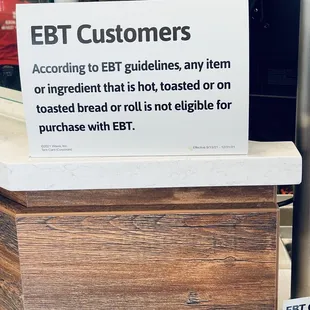 EBT Customers
According to EBT guidelines, any item
or ingredient that is hot, toasted or on
toasted bread or roll is not eligible for
purchase with EBT.
EBT